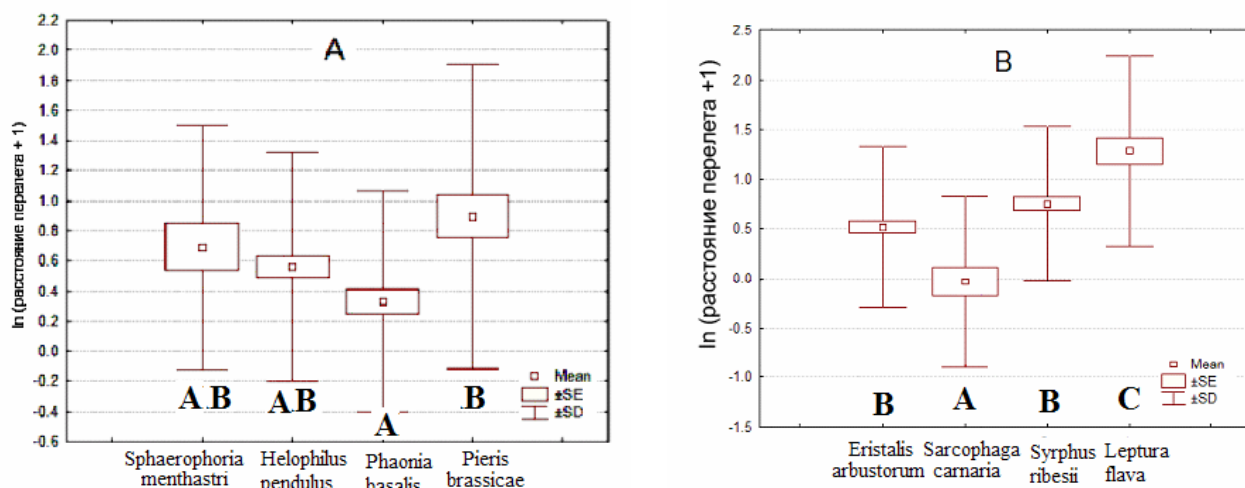 A
ln (расстояние перелета + 1)
2.2
2.0
1.8
1.6
1.4
1.2
1.0
0.8
0.6
0.4
0.2
0.0
-0.2
-0.4
-0.6
Mean
±SE
±SD
A B
AB
A
B
Sphaerophoria
menthastri
Helophilus
pendulus
Phaonia
basalis
Pieris
brassicae
B
ln (расстояние перелета +1)
2.5
2.0
1.5
1.0
0.5
0.0
-0.5
-1.0
-1.5
Mean
±SE
±SD
B
A
B
C
Eristalis
arbustorum
Sarcophaga
carnaria
Syrphus
ribesii
Leptura
flava